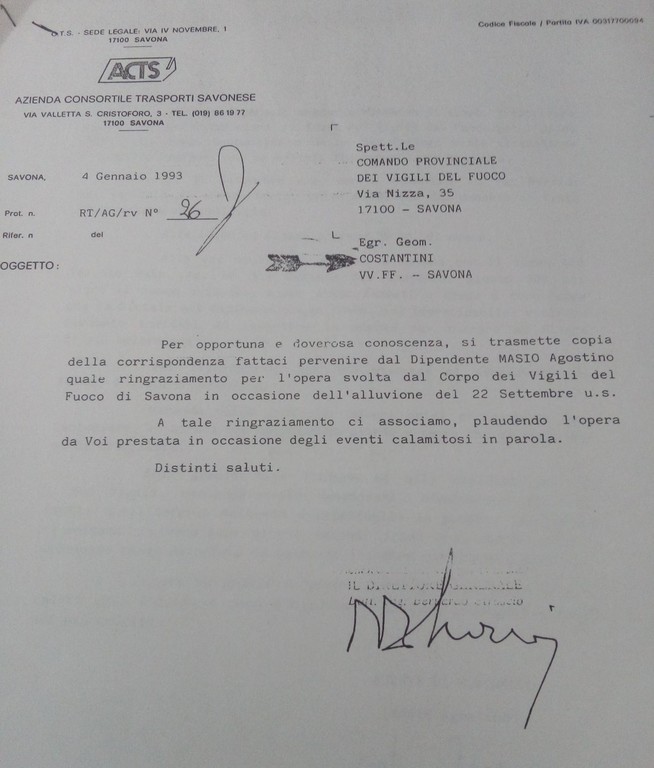 SEDE LEGALE: VIA IV NOVEMBRE, 1
17100 SAVONA
Codice Fiscale / Partita IVA
ACTS
AZIENDA CONSORTILE TRASPORTI SAVONESE
VIA VALLETTA S. CRISTOFORO, 3 - TEL. (019) 86 19 77
17100 SAVONA
Spett.Le
COMANDO PROVINCIALE
DEI VIGILI DEL FUOCO
Via Nizza, 35
17100 - SAVONA
SAVONA, 4 Gennaio 1993
Prot. n. RT/AG/rv N° 26
Rifer. n del
Egr. Geom.
COSTANTINI
VV.FF. - SAVONA
OGGETTO:
Per opportuna e doverosa conoscenza, si trasmette copia
della corrispondenza fattaci pervenire dal Dipendente MASIO Agostino
quale ringraziamento per l'opera svolta dal Corpo dei Vigili del
Fuoco di Savona in occasione dell'alluvione del 22 Settembre u.s.
A tale ringraziamento ci associamo, plaudendo l'opera
da Voi prestata in occasione degli eventi calamitosi in parola.
Distinti saluti.
IL DIRETTORE GENERALE